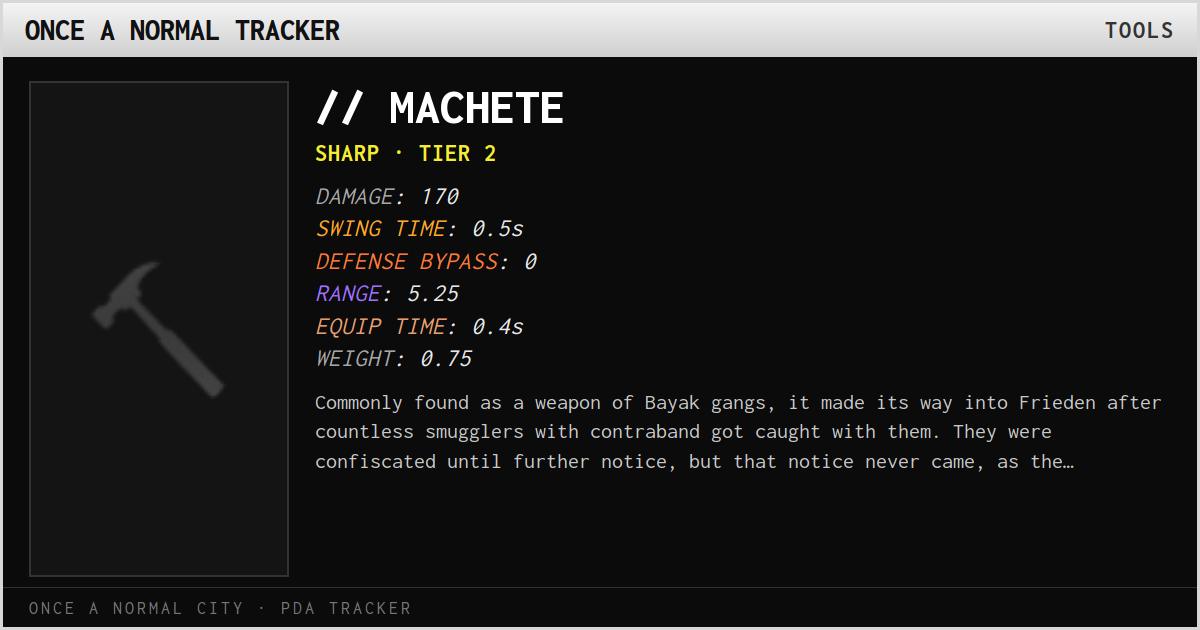 ONCE A NORMAL TRACKER
TOOLS
// MACHETE
SHARP · TIER 2
DAMAGE: 170
SWING TIME: 0.5s
DEFENSE BYPASS: 0
RANGE: 5.25
EQUIP TIME: 0.4s
WEIGHT: 0.75
Commonly found as a weapon of Bayak gangs, it made its way into Frieden after
countless smugglers with contraband got caught with them. They were
confiscated until further notice, but that notice never came, as the…
ONCE A NORMAL CITY · PDA TRACKER